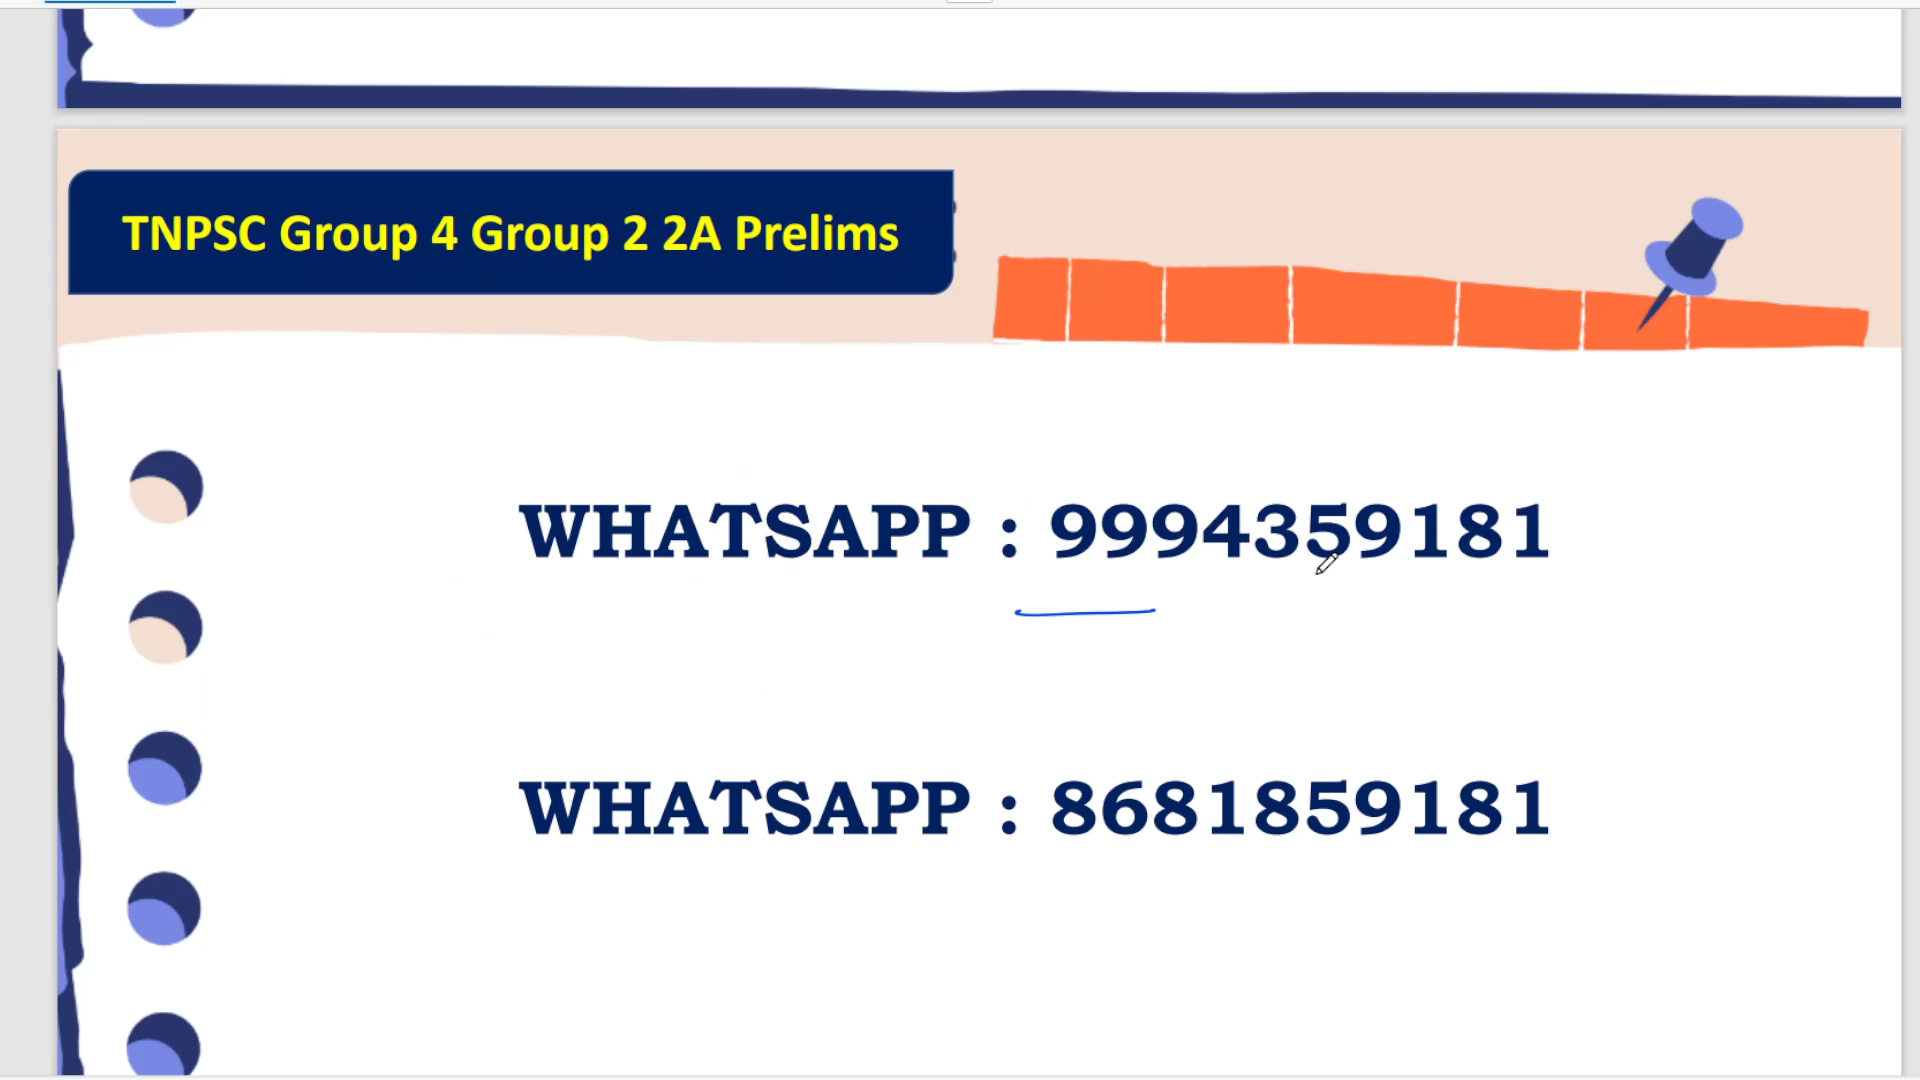 TNPSC Group 4 Group 2 2A Prelims
WHATSAPP : 9994359181
WHATSAPP : 8681859181